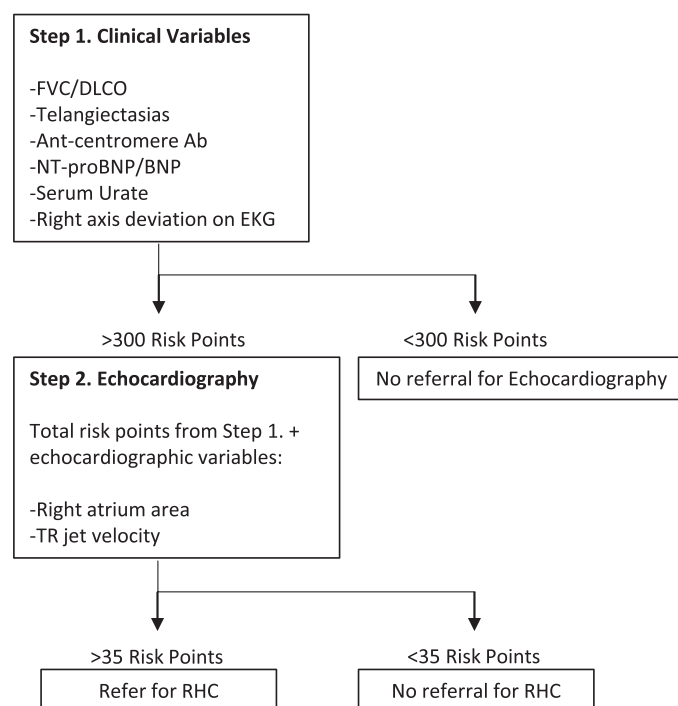 Step 1. Clinical Variables
-FVC/DLCO
-Telangiectasias
-Ant-centromere Ab
-NT-proBNP/BNP
-Serum Urate
-Right axis deviation on EKG
>300 Risk Points
<300 Risk Points
Step 2. Echocardiography
No referral for Echocardiography
Total risk points from Step 1. +
echocardiographic variables:
-Right atrium area
-TR jet velocity
>35 Risk Points
<35 Risk Points
Refer for RHC
No referral for RHC